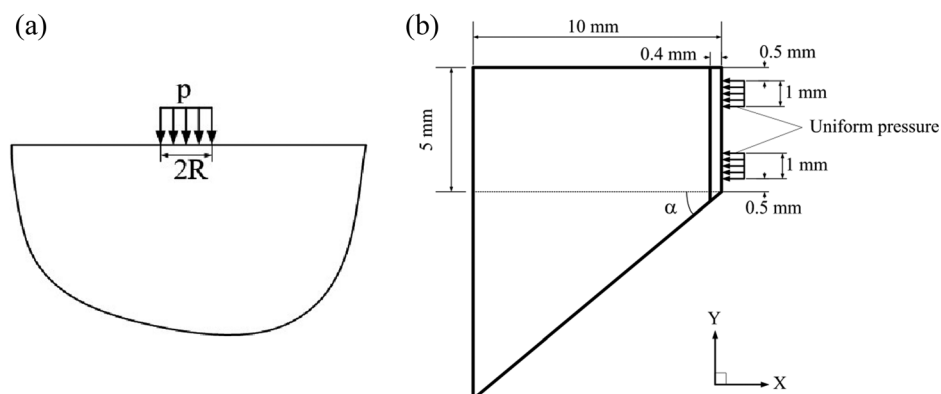 (a)
p
2R
(b)
10 mm
0.4 mm
0.5 mm
1 mm
5 mm
Uniform pressure
1 mm
α
0.5 mm
Y
X